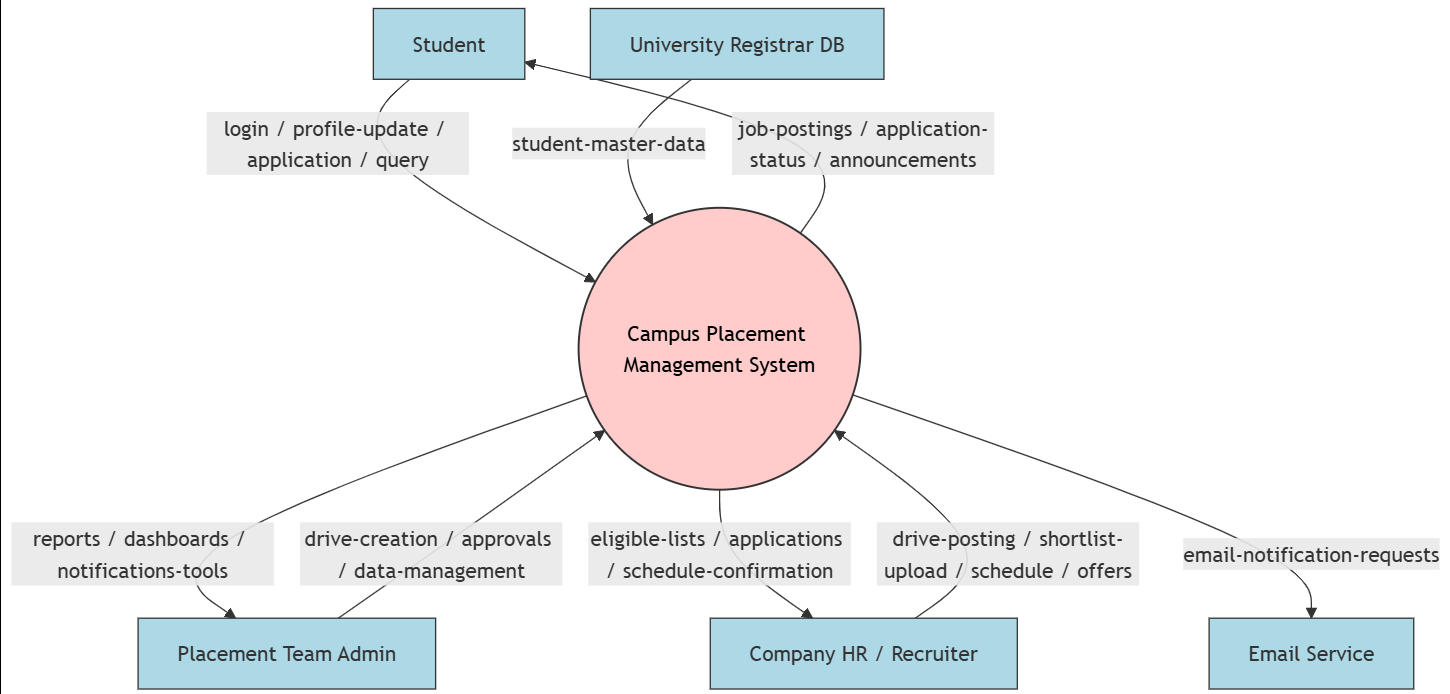 Student
University Registrar DB
login / profile-update /
application / query
student-master-data
job-postings / application-
status / announcements
Campus Placement
Management System
reports / dashboards /
notifications-tools
drive-creation / approvals
/ data-management
eligible-lists / applications
/ schedule-confirmation
drive-posting / shortlist-
upload / schedule / offers
email-notification-requests
Placement Team Admin
Company HR / Recruiter
Email Service